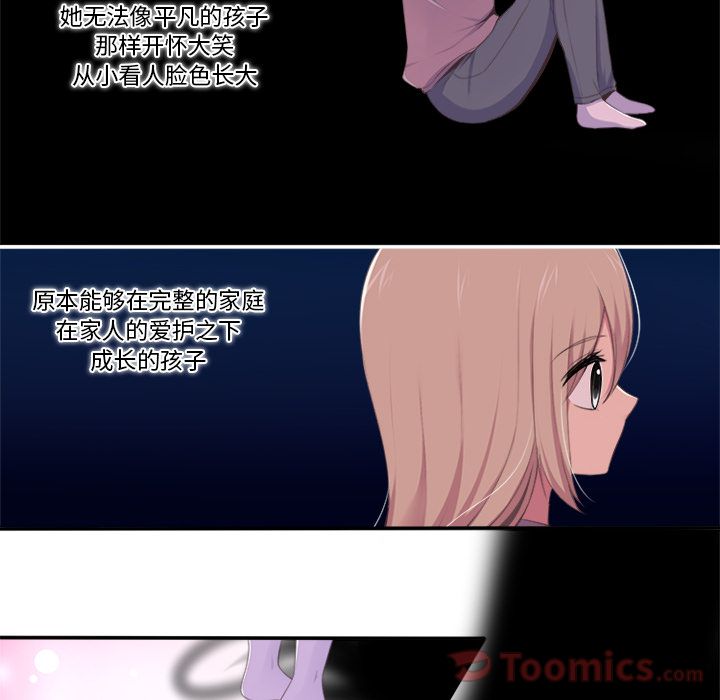 她无法像平凡的孩子
那样开怀大笑
从小看人脸色长大
原本能够在完整的家庭
在家人的爱护之下
成长的孩子
Toomics.com